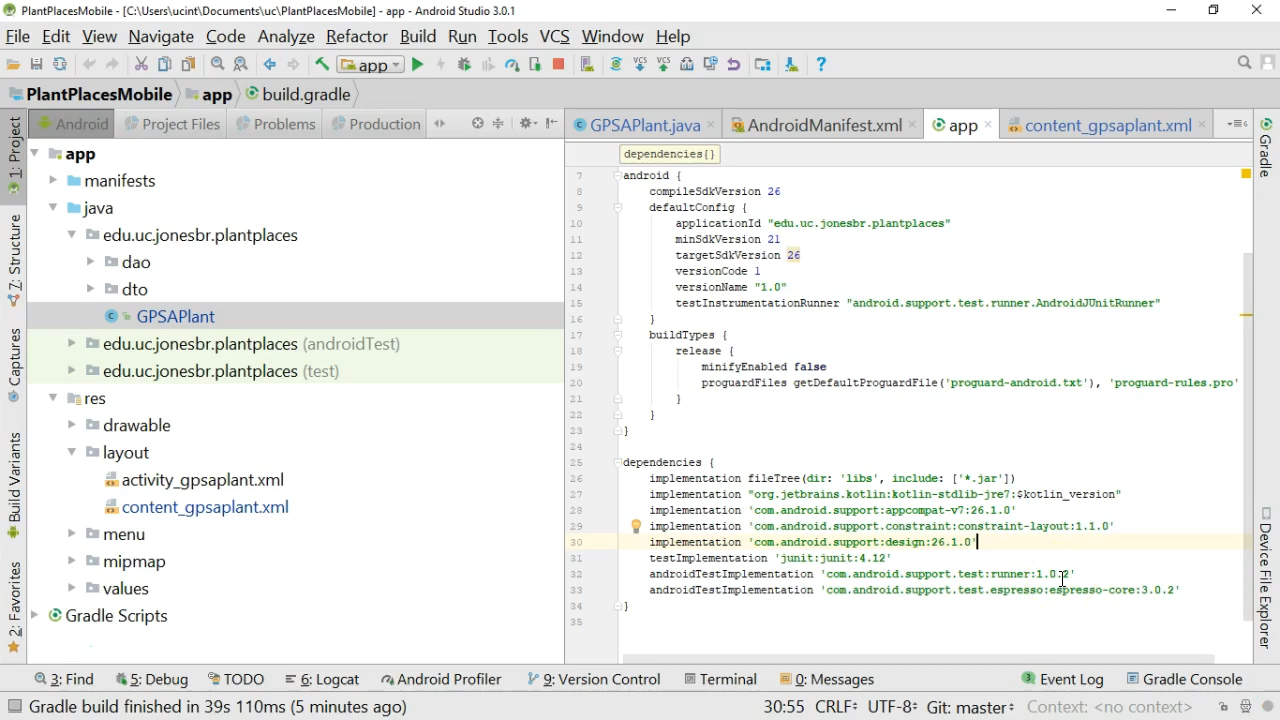 PlantPlacesMobile - [C:\Users\ucint\Documents\uc\PlantPlacesMobile] - app - Android Studio 3.0.1
File Edit View Navigate Code Analyze Refactor Build Run Tools VCS Window Help
app VCS VCS ?
PlantPlacesMobile app build.gradle
Android Project Files Problems Production
GPSAPlant.java AndroidManifest.xml app content_gpsaplant.xml
1: Project
7: Structure
Captures
Build Variants
2: Favorites
app
manifests
java
edu.uc.jonesbr.plantplaces
dao
dto
GPSAPlant
edu.uc.jonesbr.plantplaces (androidTest)
edu.uc.jonesbr.plantplaces (test)
res
drawable
layout
activity_gpsaplant.xml
content_gpsaplant.xml
menu
mipmap
values
Gradle Scripts
dependencies{}
7 android {
8 compileSdkVersion 26
9 defaultConfig {
10 applicationId "edu.uc.jonesbr.plantplaces"
11 minSdkVersion 21
12 targetSdkVersion 26
13 versionCode 1
14 versionName "1.0"
15 testInstrumentationRunner "android.support.test.runner.AndroidJUnitRunner"
16 }
17 buildTypes {
18 release {
19 minifyEnabled false
20 proguardFiles getDefaultProguardFile('proguard-android.txt'), 'proguard-rules.pro'
21 }
22 }
23 }
24
25 dependencies {
26 implementation fileTree(dir: 'libs', include: ['*.jar'])
27 implementation "org.jetbrains.kotlin:kotlin-stdlib-jre7:$kotlin_version"
28 implementation 'com.android.support:appcompat-v7:26.1.0'
29 implementation 'com.android.support.constraint:constraint-layout:1.1.0'
30 implementation 'com.android.support:design:26.1.0'
31 testImplementation 'junit:junit:4.12'
32 androidTestImplementation 'com.android.support.test:runner:1.0.2'
33 androidTestImplementation 'com.android.support.test.espresso:espresso-core:3.0.2'
34 }
35
Gradle
Device File Explorer
3: Find 5: Debug TODO 6: Logcat Android Profiler 9: Version Control Terminal 0: Messages 3 Event Log Gradle Console
Gradle build finished in 39s 110ms (5 minutes ago) 30:55 CRLF UTF-8 Git: master Context: <no context>